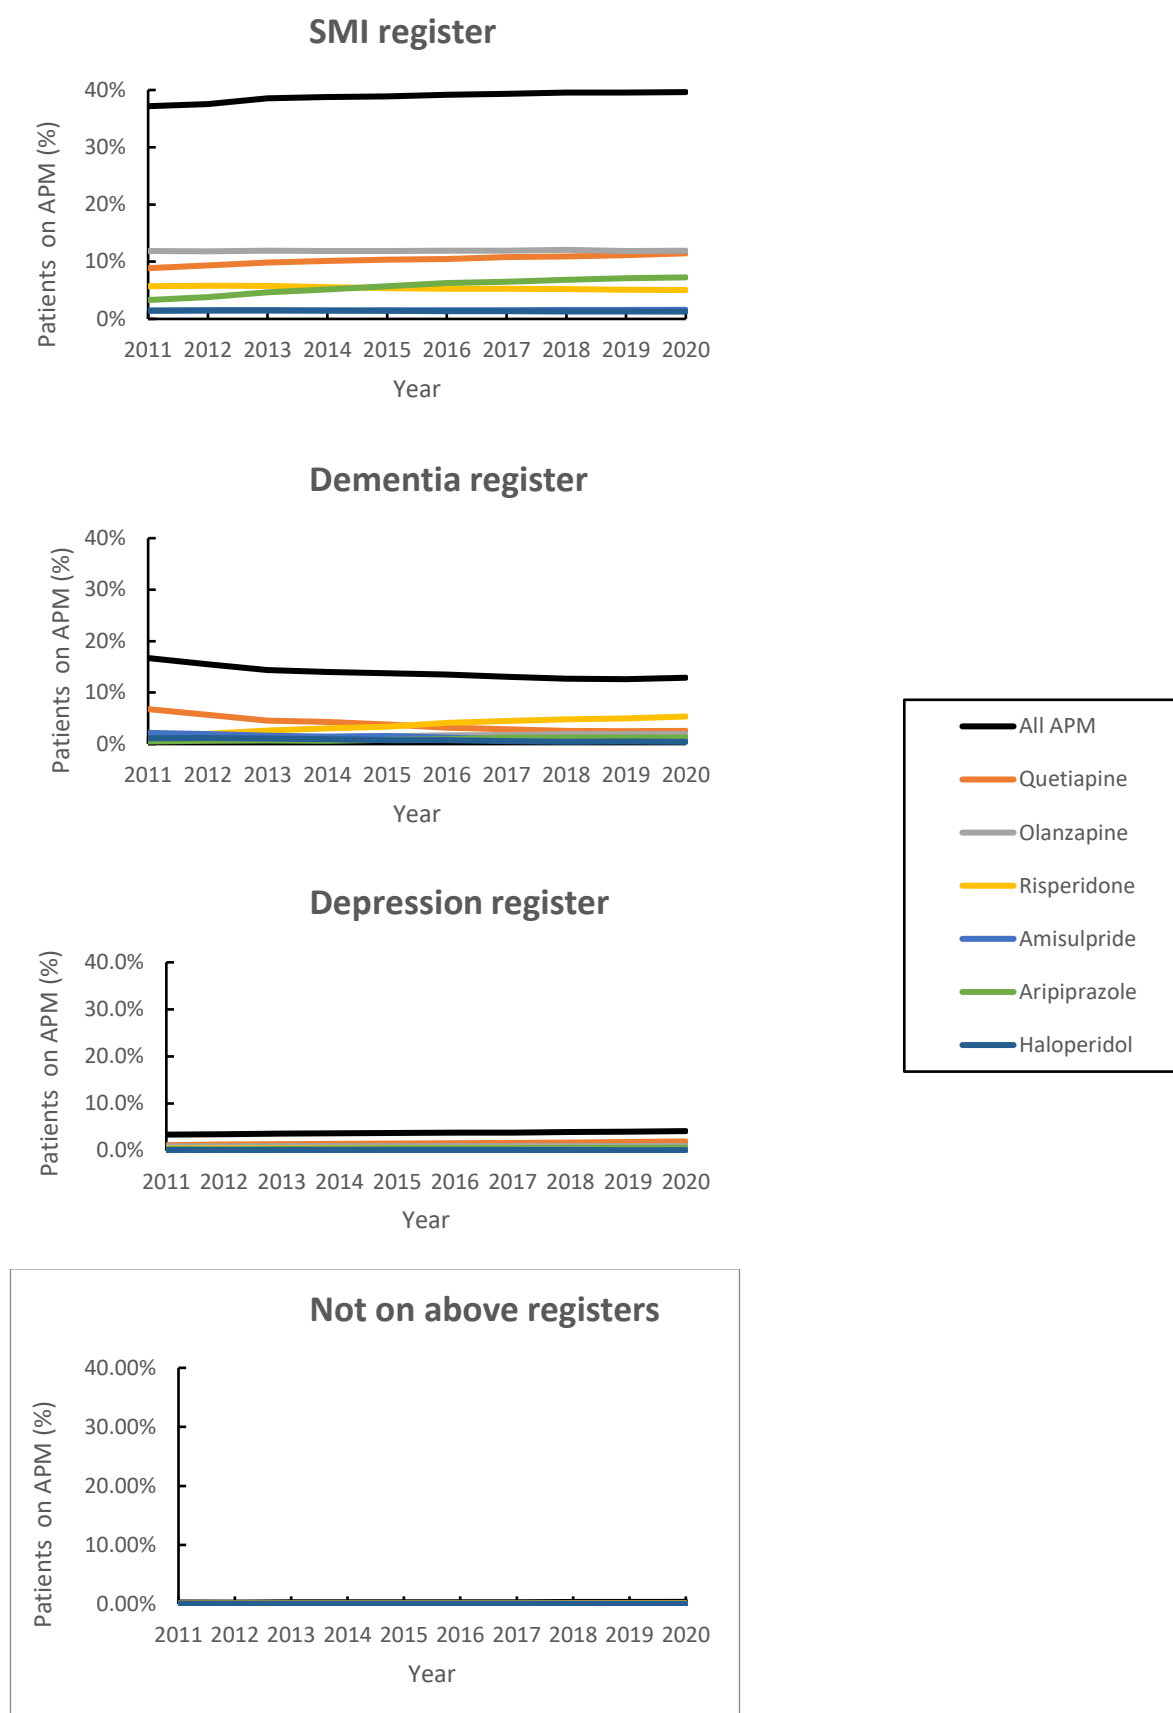 SMI register
Patients on APM (%)
40%
30%
20%
10%
0%
2011 2012 2013 2014 2015 2016 2017 2018 2019 2020
Year
Dementia register
Patients on APM (%)
40%
30%
20%
10%
0%
2011 2012 2013 2014 2015 2016 2017 2018 2019 2020
Year
All APM
Quetiapine
Olanzapine
Risperidone
Amisulpride
Aripiprazole
Haloperidol
Depression register
Patients on APM (%)
40.0%
30.0%
20.0%
10.0%
0.0%
2011 2012 2013 2014 2015 2016 2017 2018 2019 2020
Year
Not on above registers
Patients on APM (%)
40.00%
30.00%
20.00%
10.00%
0.00%
2011 2012 2013 2014 2015 2016 2017 2018 2019 2020
Year